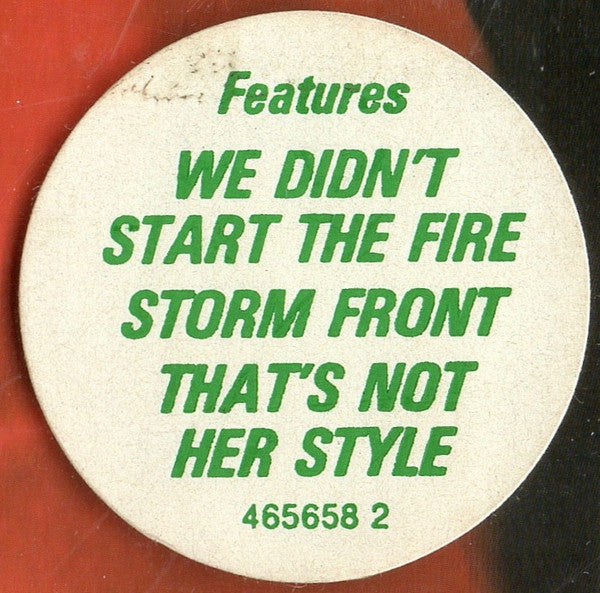 Features
WE DIDN'T
START THE FIRE
STORM FRONT
THAT'S NOT
HER STYLE
465658 2